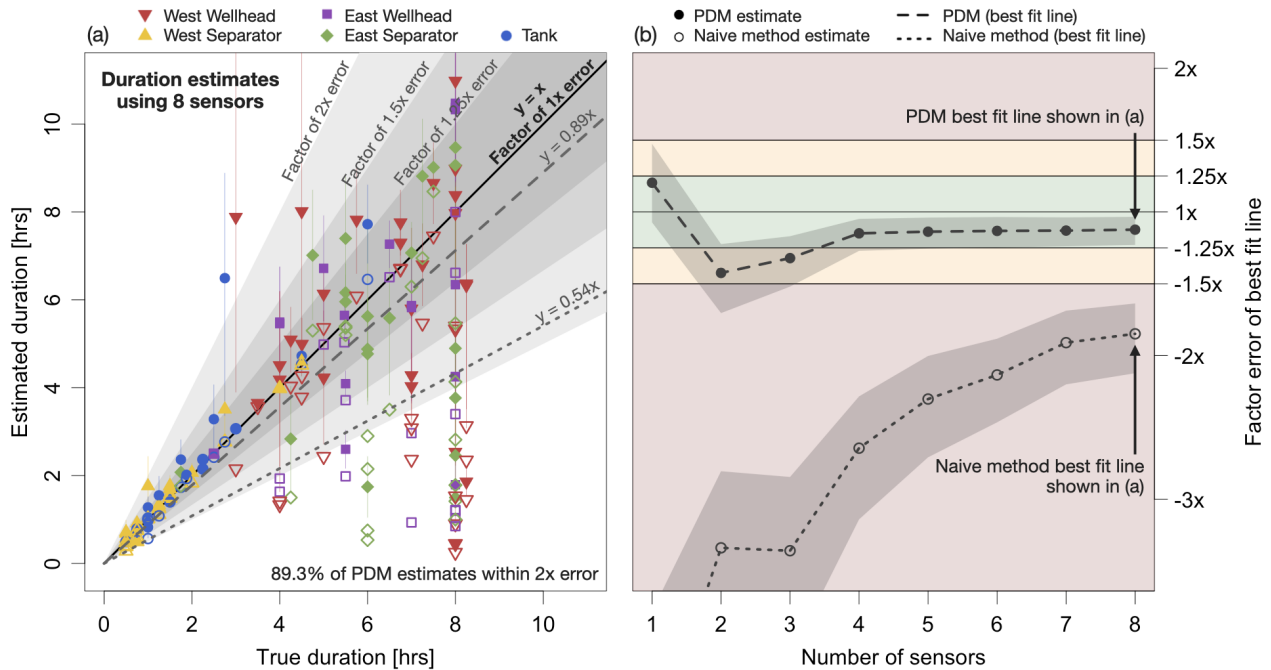 West Wellhead
East Wellhead
West Separator
East Separator
Tank
(a)
Duration estimates
using 8 sensors
Factor of 2x error
Factor of 1.5x error
y = x
Factor of 1x error
y = 0.89x
y = 0.54x
89.3% of PDM estimates within 2x error
Estimated duration [hrs]
10
8
6
4
2
0
0 2 4 6 8 10
True duration [hrs]
PDM estimate
PDM (best fit line)
Naive method estimate
Naive method (best fit line)
(b)
PDM best fit line shown in (a)
Naive method best fit line
shown in (a)
2x
1.5x
1.25x
1x
-1.25x
-1.5x
-2x
-3x
Factor error of best fit line
1 2 3 4 5 6 7 8
Number of sensors